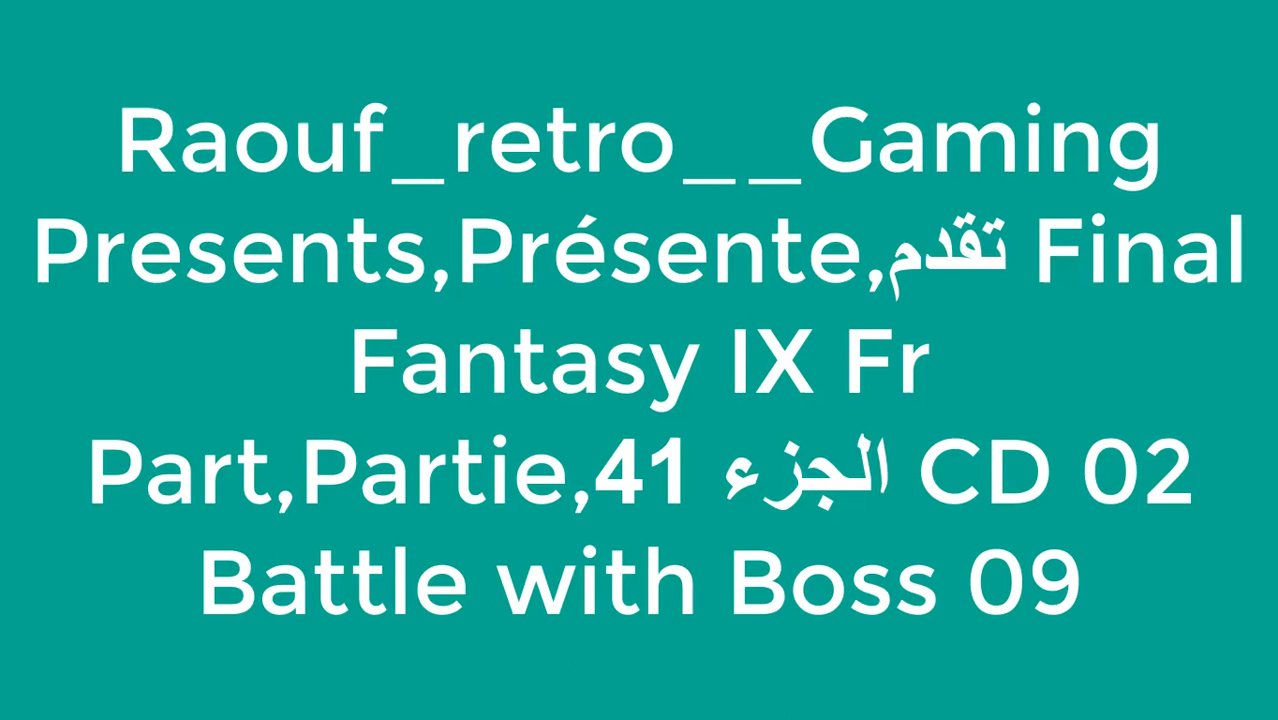 Raouf_retro__Gaming
Presents,Présente,تقدم Final
Fantasy IX Fr
Part,Partie,الجزء 41 CD 02
Battle with Boss 09